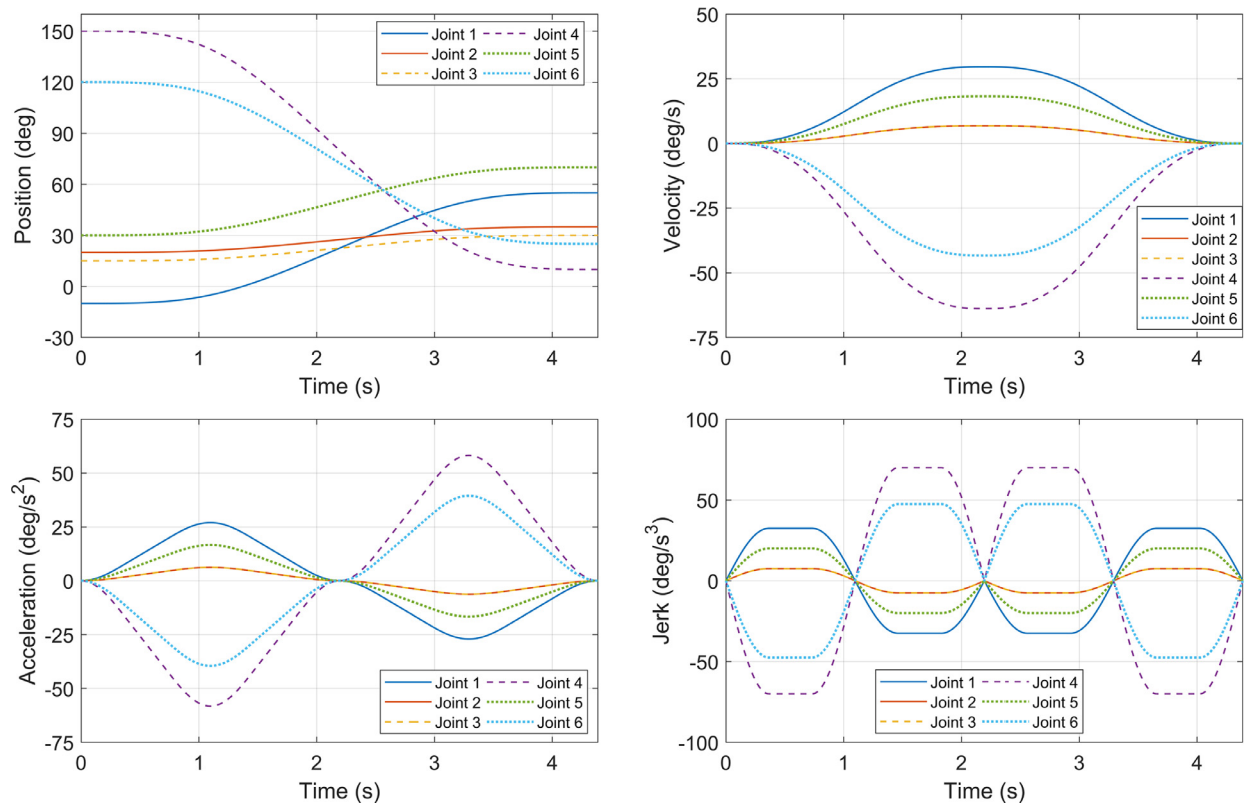 150
120
90
60
30
0
-30
Position (deg)
0 1 2 3 4
Time (s)
Joint 1 Joint 4
Joint 2 Joint 5
Joint 3 Joint 6
50
25
0
-25
-50
-75
Velocity (deg/s)
0 1 2 3 4
Time (s)
Joint 1
Joint 2
Joint 3
Joint 4
Joint 5
Joint 6
75
50
25
0
-25
-50
-75
Acceleration (deg/s²)
0 1 2 3 4
Time (s)
Joint 1 Joint 4
Joint 2 Joint 5
Joint 3 Joint 6
100
50
0
-50
-100
Jerk (deg/s³)
0 1 2 3 4
Time (s)
Joint 1 Joint 4
Joint 2 Joint 5
Joint 3 Joint 6